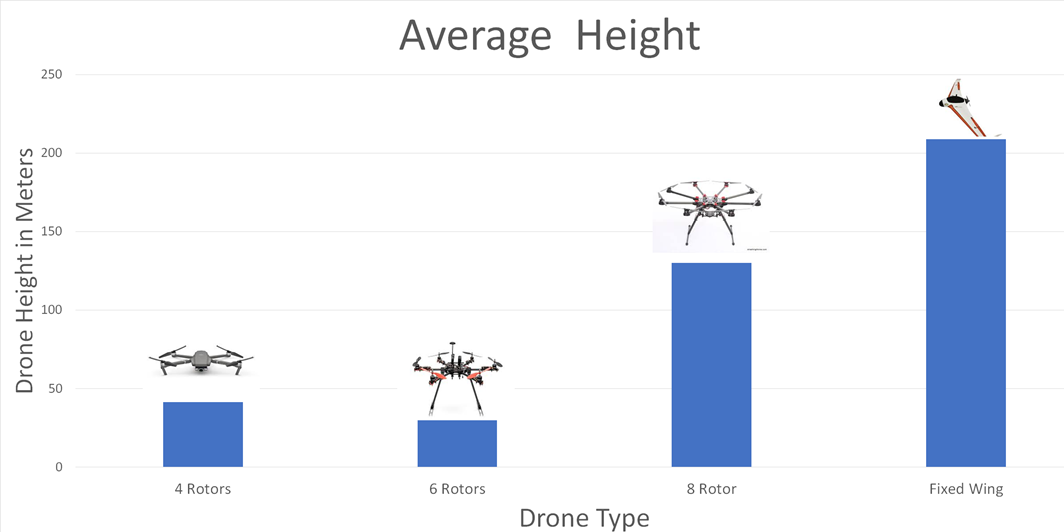 Average Height
250
200
150
100
50
0
Drone Height in Meters
4 Rotors
6 Rotors
8 Rotor
Fixed Wing
Drone Type